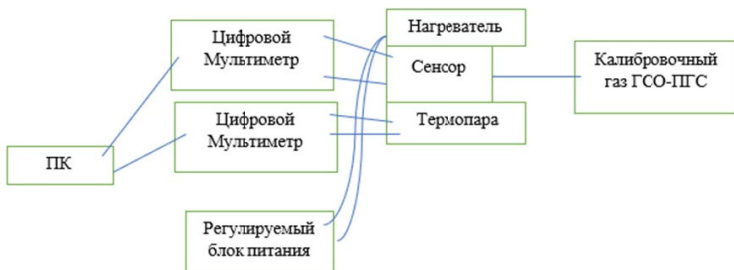 Нагреватель
Цифровой
Мультиметр
Сенсор
Калибровочный
газ ГСО-ПГС
Цифровой
Мультиметр
Термопара
ПК
Регулируемый
блок питания